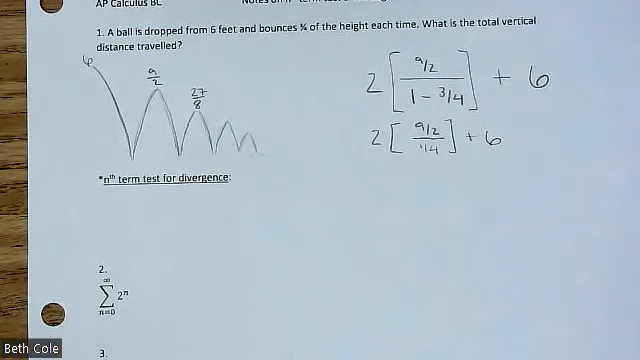 AP Calculus BC
1. A ball is dropped from 6 feet and bounces ¾ of the height each time. What is the total vertical
distance travelled?
6
9/2
27/8
2 [ 9/2 / 1 - 3/4 ] + 6
2 [ 9/2 / 1/4 ] + 6
*nth term test for divergence:
2.
∞
∑ 2ⁿ
n=0
3.
Beth Cole